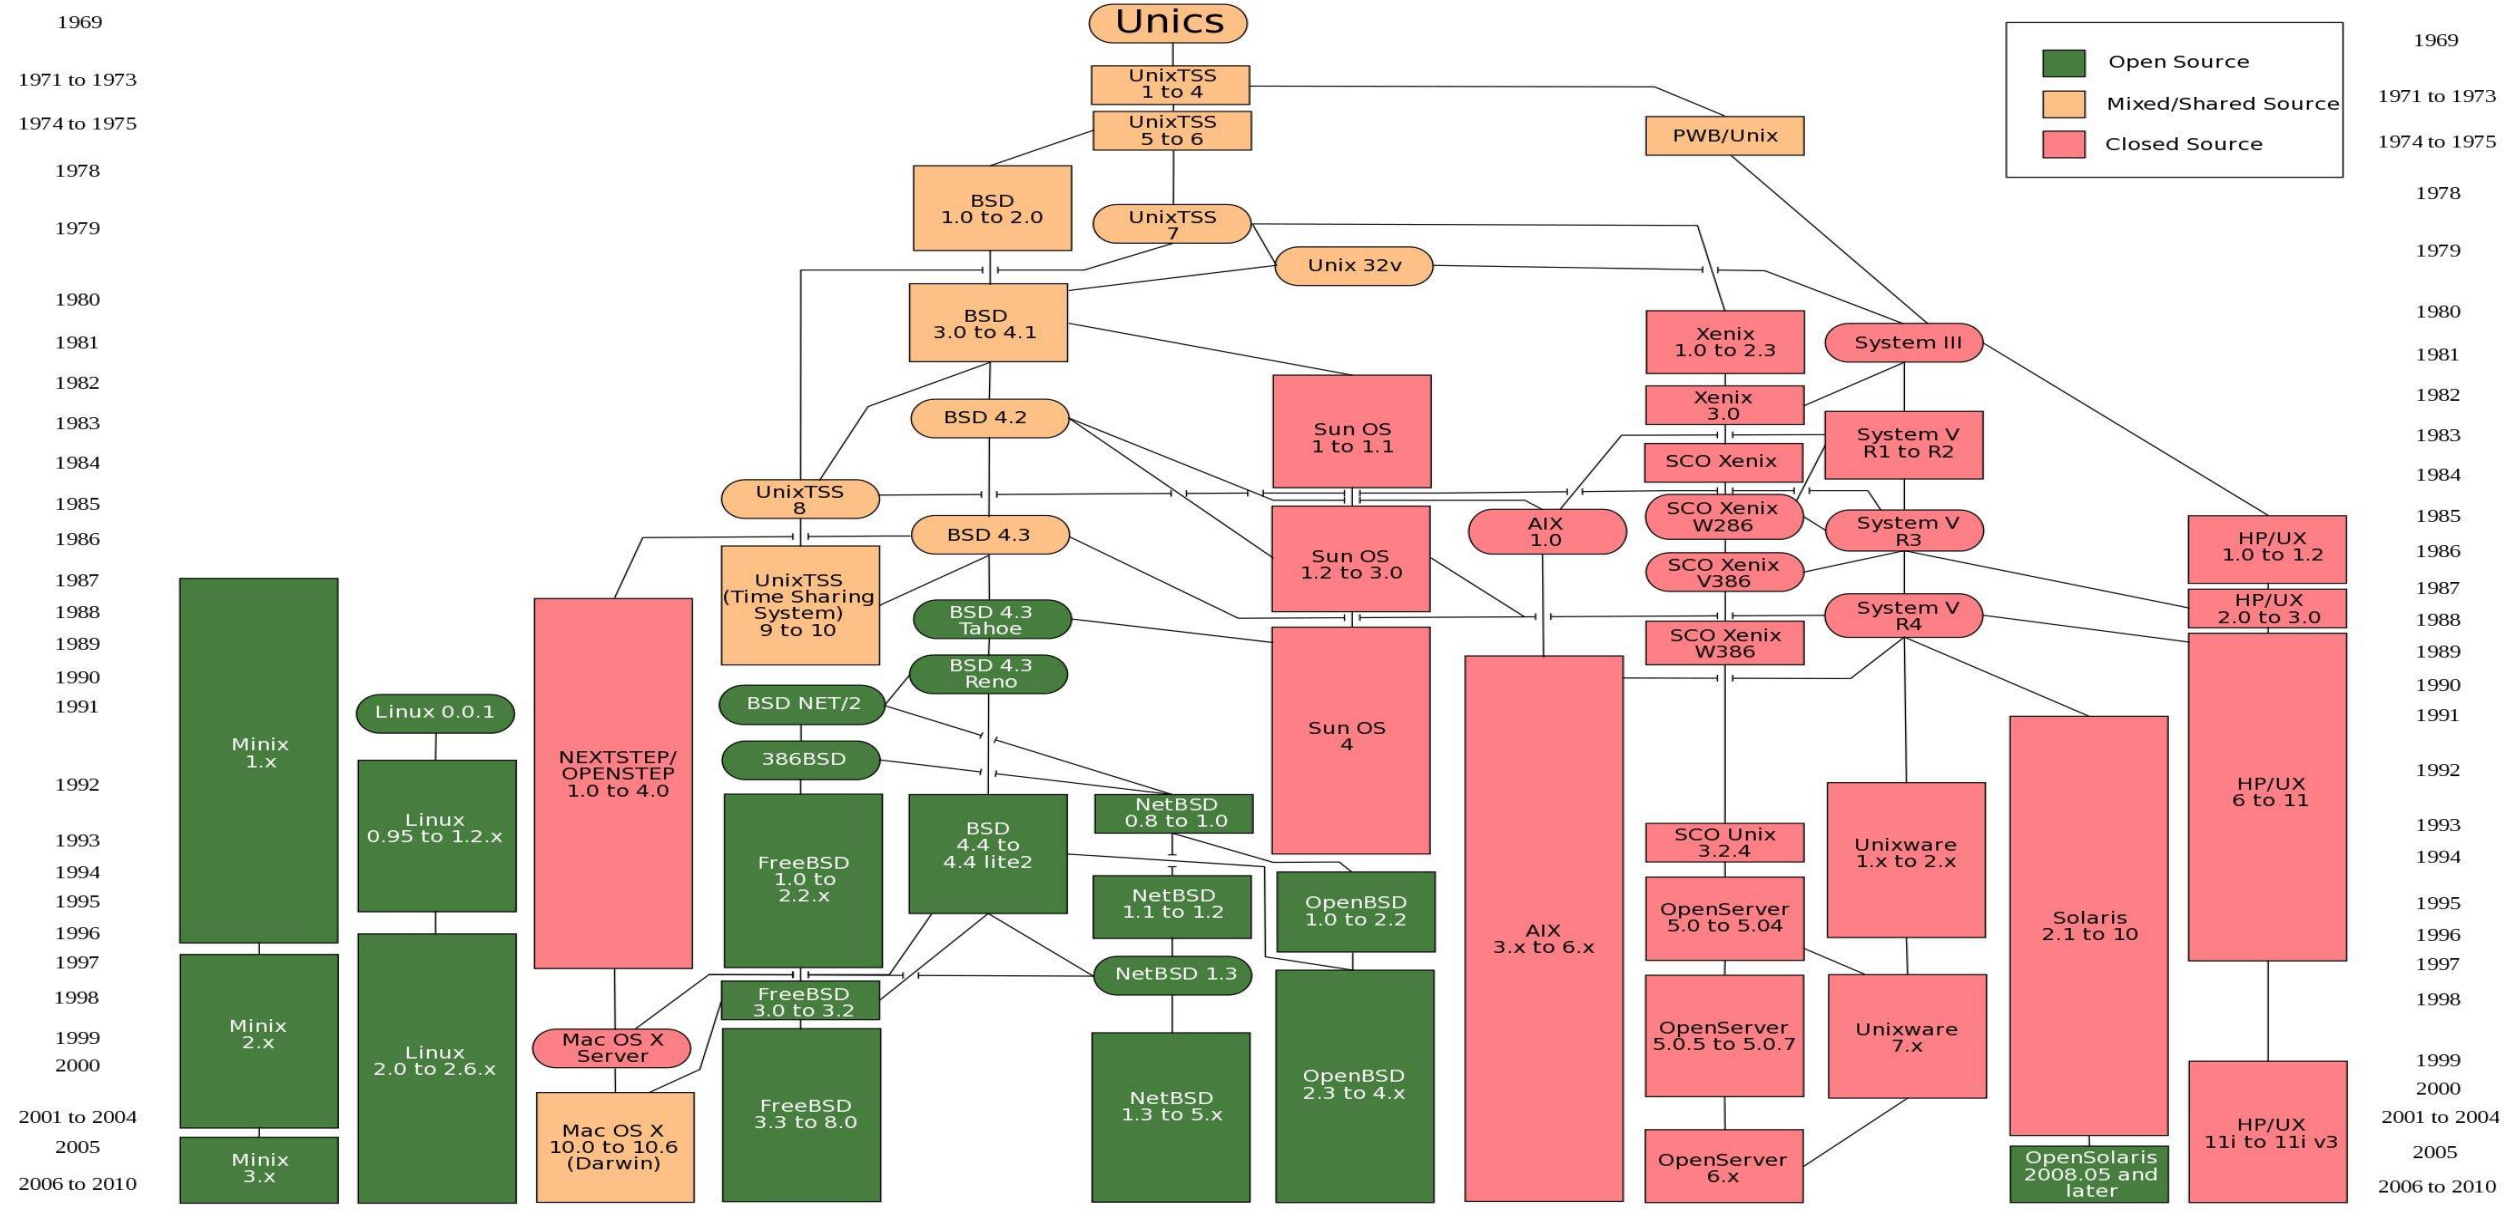 Unics
1969
1971 to 1973
1974 to 1975
1978
1979
1980
1981
1982
1983
1984
1985
1986
1987
1988
1989
1990
1991
1992
1993
1994
1995
1996
1997
1998
1999
2000
2001 to 2004
2005
2006 to 2010
UnixTSS
1 to 4
UnixTSS
5 to 6
PWB/Unix
BSD
1.0 to 2.0
UnixTSS
7
Unix 32v
BSD
3.0 to 4.1
Xenix
1.0 to 2.3
System III
Xenix
3.0
BSD 4.2
Sun OS
1 to 1.1
System V
R1 to R2
SCO Xenix
UnixTSS
8
SCO Xenix
W286
AIX
1.0
System V
R3
BSD 4.3
HP/UX
1.0 to 1.2
Sun OS
1.2 to 3.0
SCO Xenix
V386
UnixTSS
(Time Sharing
System)
9 to 10
HP/UX
2.0 to 3.0
BSD 4.3
Tahoe
System V
R4
SCO Xenix
W386
BSD 4.3
Reno
BSD NET/2
Linux 0.0.1
Sun OS
4
Minix
1.x
386BSD
NEXTSTEP/
OPENSTEP
1.0 to 4.0
HP/UX
6 to 11
Linux
0.95 to 1.2.x
BSD
4.4 to
4.4 lite2
NetBSD
0.8 to 1.0
SCO Unix
3.2.4
Unixware
1.x to 2.x
FreeBSD
1.0 to
2.2.x
NetBSD
1.1 to 1.2
OpenBSD
1.0 to 2.2
OpenServer
5.0 to 5.04
Solaris
2.1 to 10
AIX
3.x to 6.x
NetBSD 1.3
FreeBSD
3.0 to 3.2
Minix
2.x
Mac OS X
Server
Linux
2.0 to 2.6.x
OpenServer
5.0.5 to 5.0.7
Unixware
7.x
OpenBSD
2.3 to 4.x
FreeBSD
3.3 to 8.0
NetBSD
1.3 to 5.x
HP/UX
11i to 11i v3
Mac OS X
10.0 to 10.6
(Darwin)
Minix
3.x
OpenServer
6.x
OpenSolaris
2008.05 and
later
Open Source
Mixed/Shared Source
Closed Source
1969
1971 to 1973
1974 to 1975
1978
1979
1980
1981
1982
1983
1984
1985
1986
1987
1988
1989
1990
1991
1992
1993
1994
1995
1996
1997
1998
1999
2000
2001 to 2004
2005
2006 to 2010